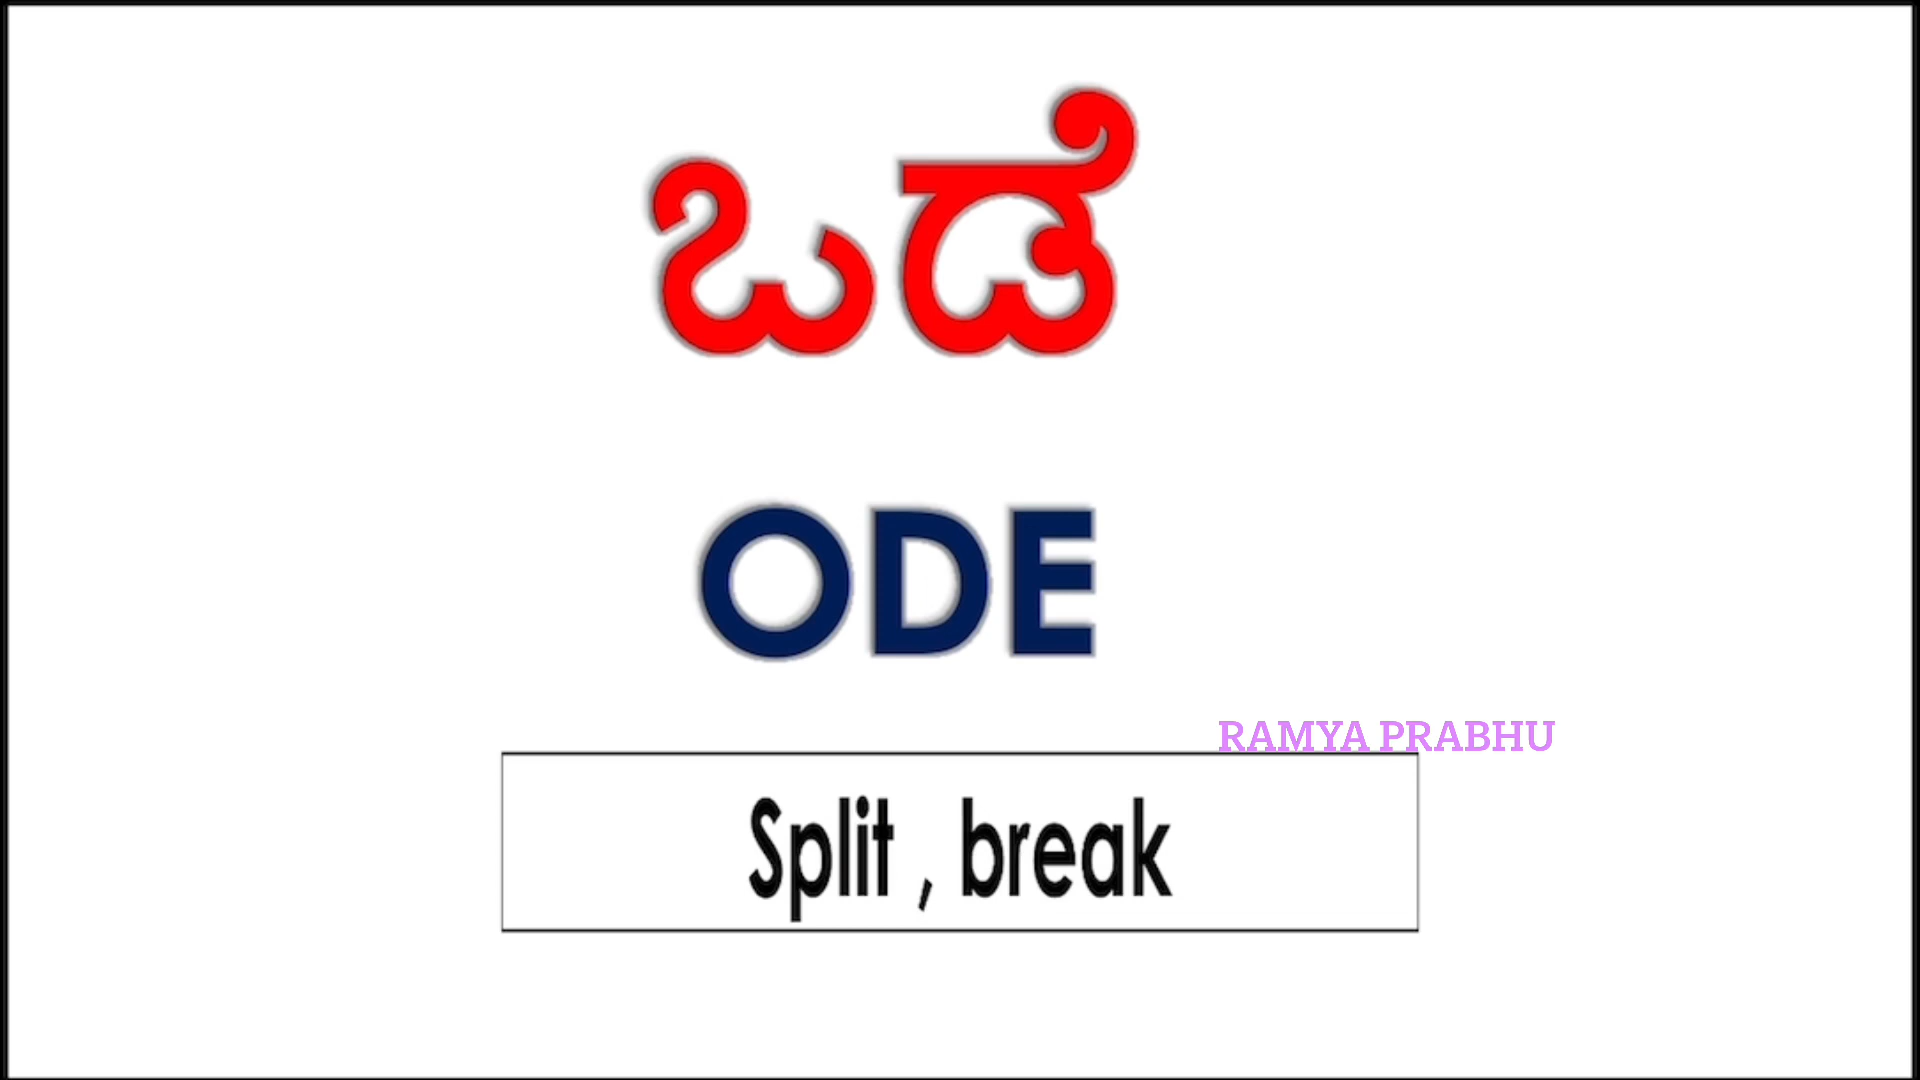 ಒಡೆ
ODE
RAMYA PRABHU
Split , break